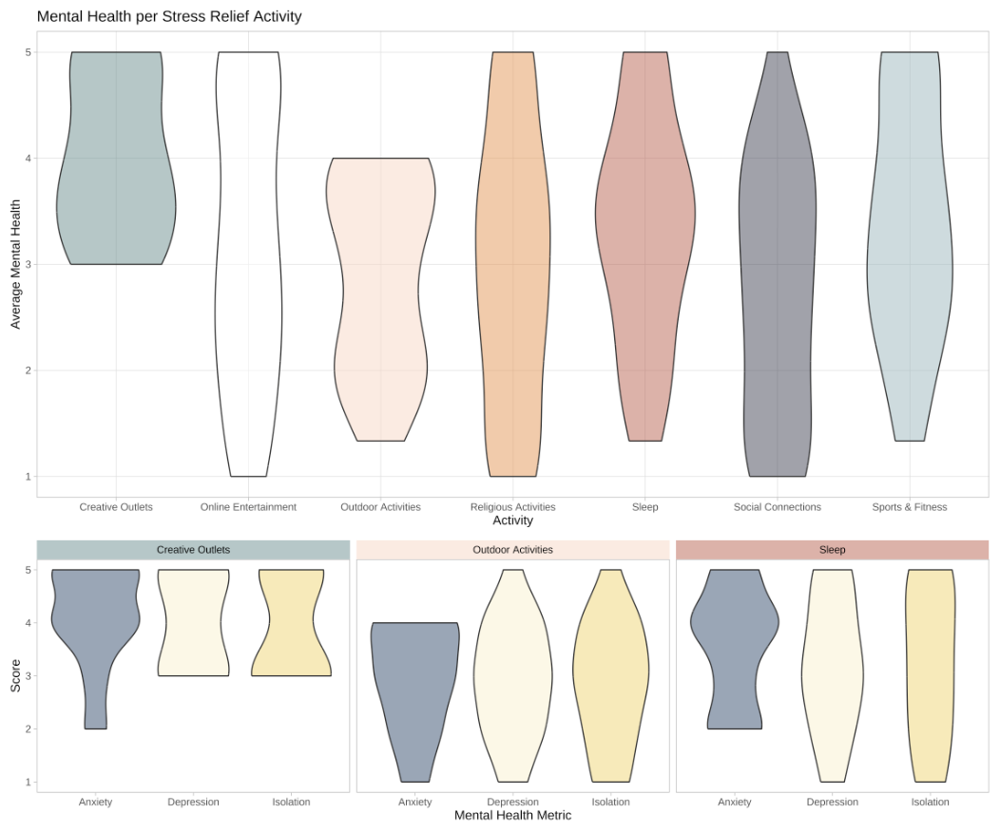 Mental Health per Stress Relief Activity
Average Mental Health
5
4
3
2
1
Creative Outlets Online Entertainment Outdoor Activities Religious Activities Sleep Social Connections Sports & Fitness
Activity
Creative Outlets Outdoor Activities Sleep
Score
5
4
3
2
1
Anxiety Depression Isolation Anxiety Depression Isolation Anxiety Depression Isolation
Mental Health Metric